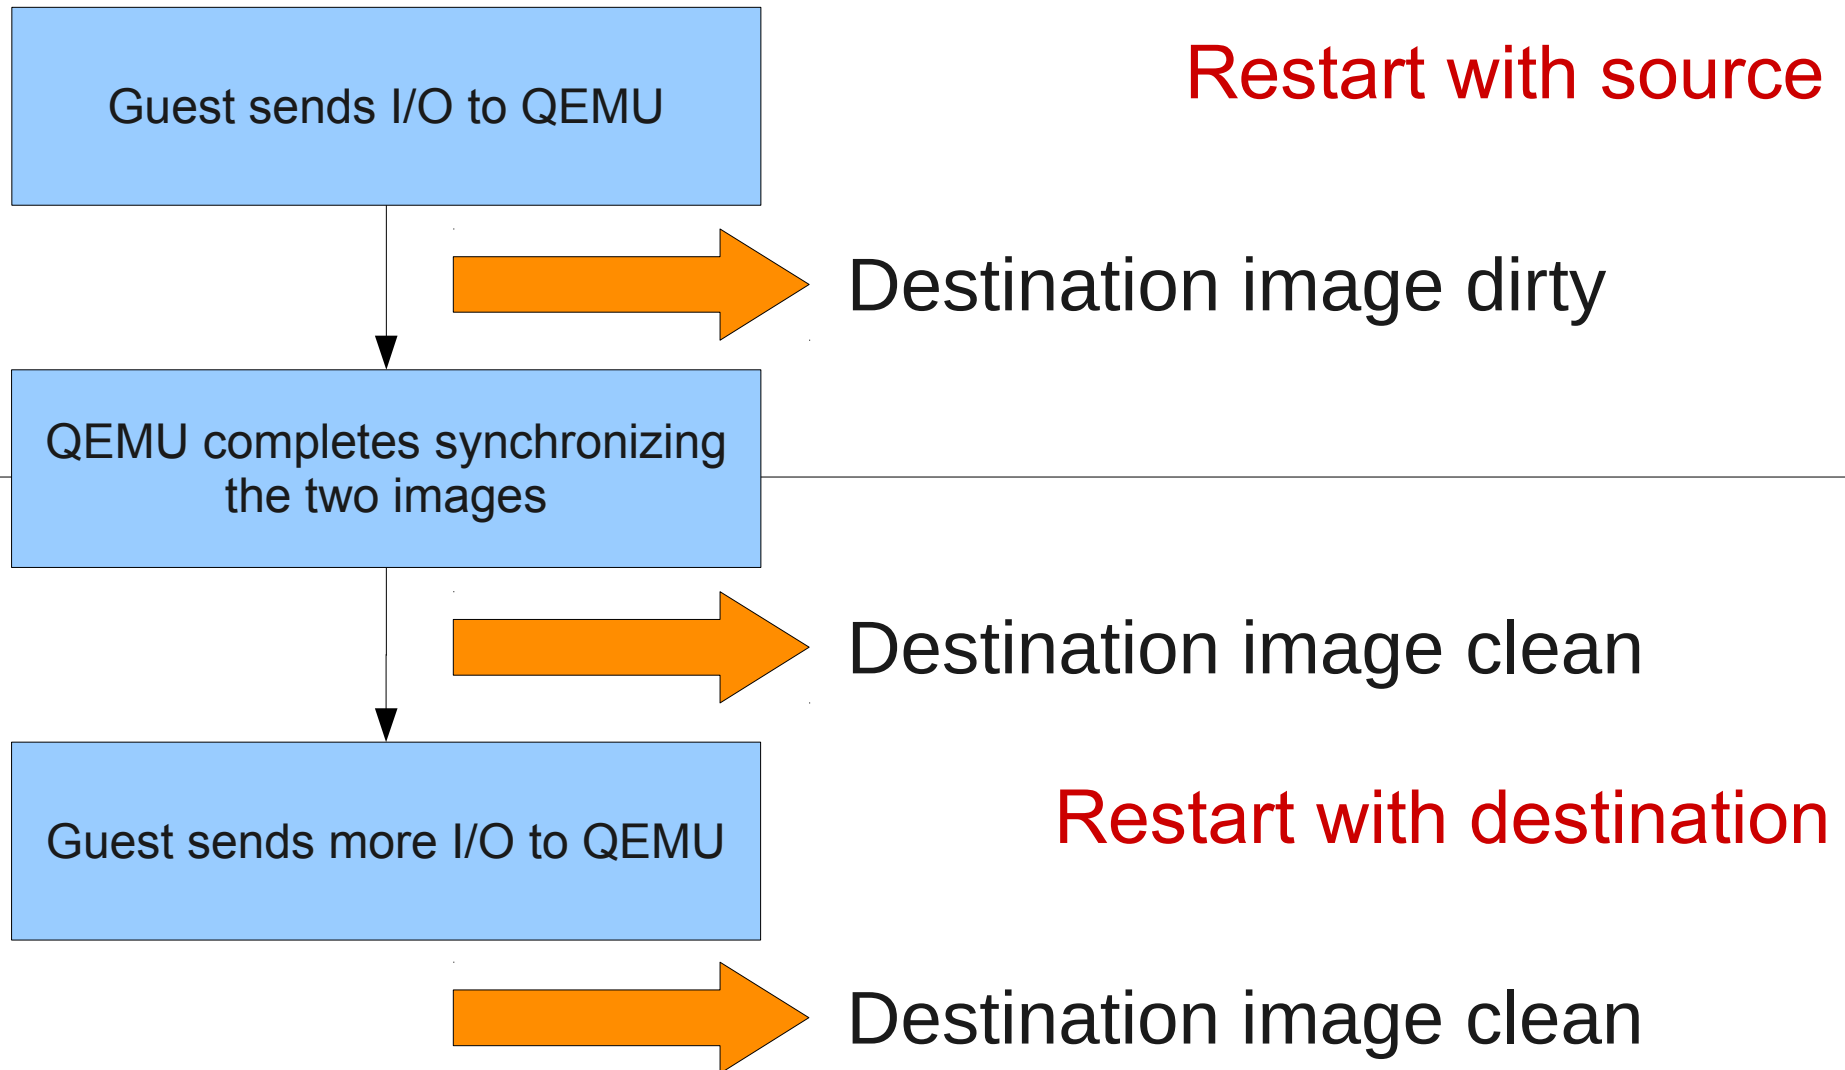 Guest sends I/O to QEMU
Restart with source
Destination image dirty
QEMU completes synchronizing
the two images
Destination image clean
Guest sends more I/O to QEMU
Restart with destination
Destination image clean